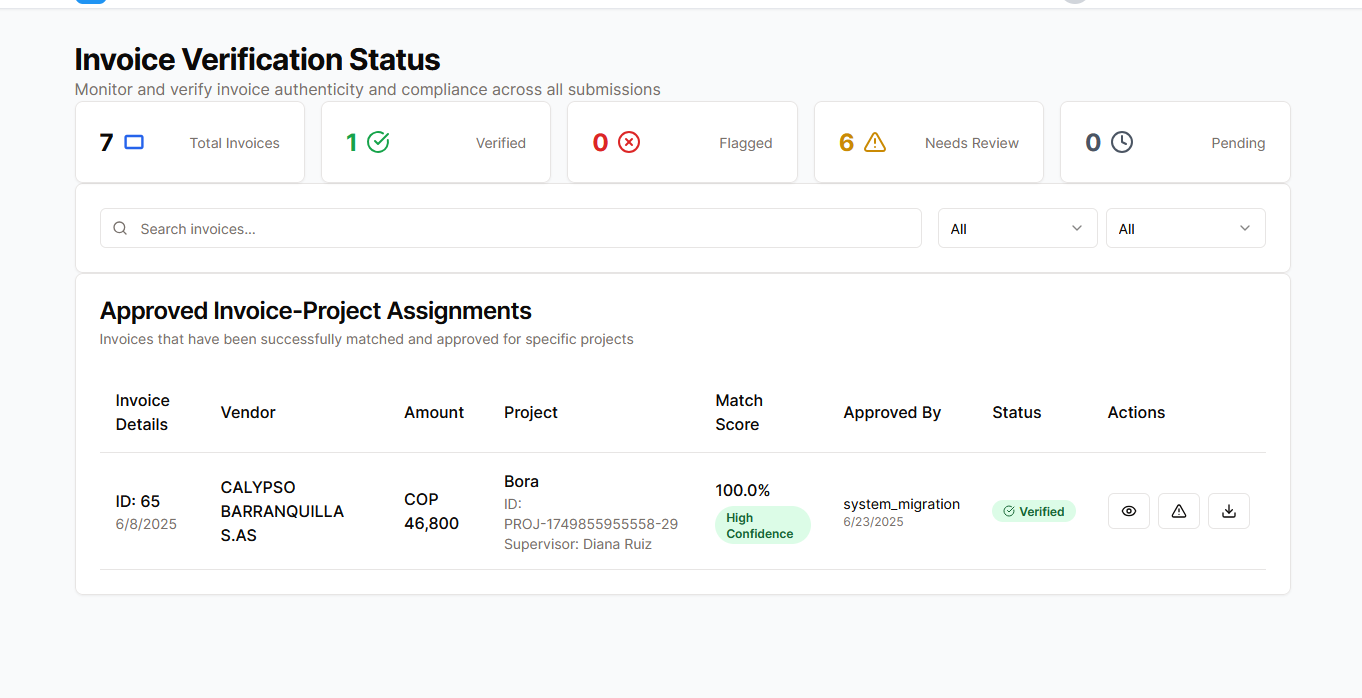 Invoice Verification Status
Monitor and verify invoice authenticity and compliance across all submissions
7 Total Invoices
1 Verified
0 Flagged
6 Needs Review
0 Pending
Search invoices...
All
All
Approved Invoice-Project Assignments
Invoices that have been successfully matched and approved for specific projects
Invoice
Details
Vendor
Amount
Project
Match
Score
Approved By
Status
Actions
ID: 65
6/8/2025
CALYPSO
BARRANQUILLA
S.AS
COP
46,800
Bora
ID:
PROJ-1749855955558-29
Supervisor: Diana Ruiz
100.0%
High
Confidence
system_migration
6/23/2025
Verified